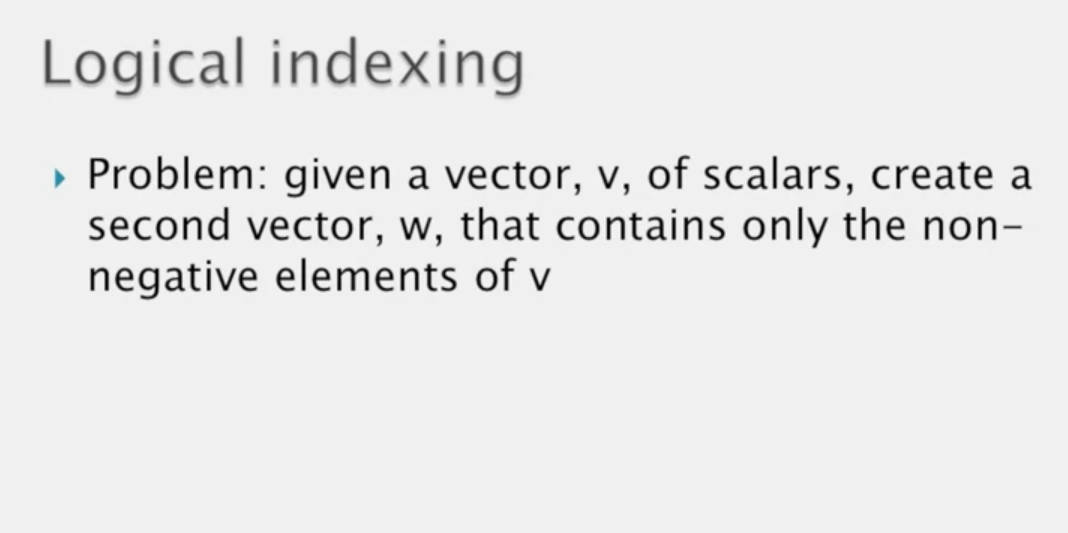 Logical indexing
Problem: given a vector, v, of scalars, create a
second vector, w, that contains only the non-
negative elements of v